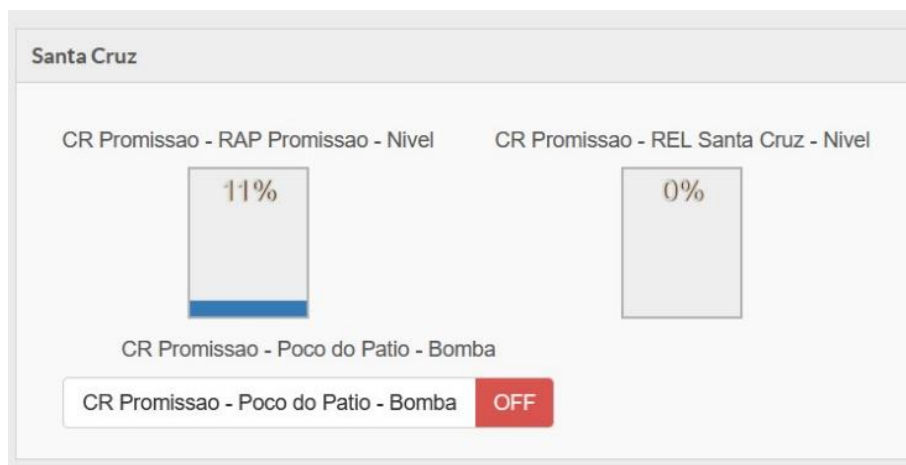 Santa Cruz
CR Promissao - RAP Promissao - Nivel
CR Promissao - REL Santa Cruz - Nivel
11%
0%
CR Promissao - Poco do Patio - Bomba
CR Promissao - Poco do Patio - Bomba OFF